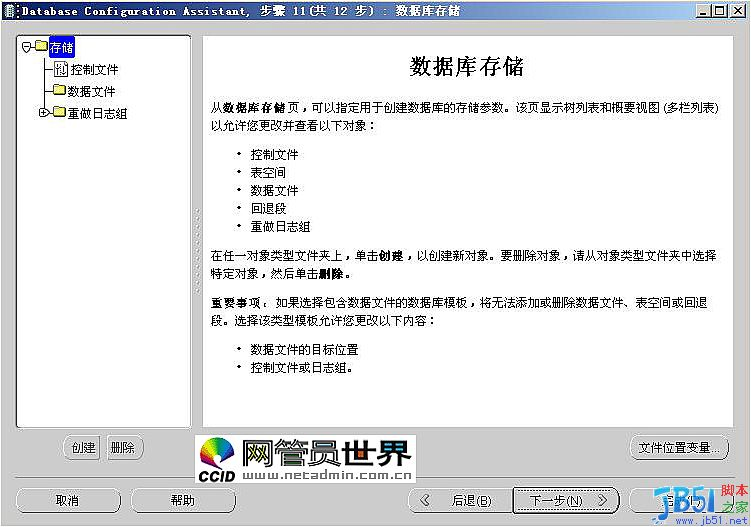 Database Configuration Assistant, 步骤 11(共 12 步) : 数据库存储
存储
控制文件
数据文件
重做日志组
数据库存储
从数据库存储页，可以指定用于创建数据库的存储参数。该页显示树列表和概要视图 (多栏列表)
以允许您更改并查看以下对象：
• 控制文件
• 表空间
• 数据文件
• 回退段
• 重做日志组
在任一对象类型文件夹上，单击创建，以创建新对象。要删除对象，请从对象类型文件夹中选择
特定对象，然后单击删除。
重要事项：如果选择包含数据文件的数据库模板，将无法添加或删除数据文件、表空间或回退
段。选择该类型模板允许您更改以下内容：
• 数据文件的目标位置
• 控制文件或日志组。
创建 删除 文件位置变量...
CCID 网管员世界
www.netadmin.com.cn
取消 帮助 后退(B) 下一步(N)
JB51 脚本之家
www.jb51.net